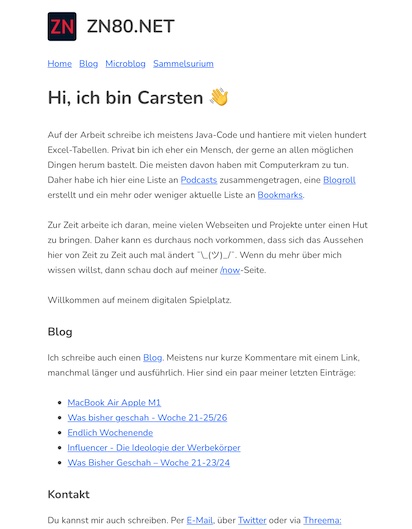 ZN ZN80.NET
Home Blog Microblog Sammelsurium
Hi, ich bin Carsten 👋
Auf der Arbeit schreibe ich meistens Java-Code und hantiere mit vielen hundert
Excel-Tabellen. Privat bin ich eher ein Mensch, der gerne an allen möglichen
Dingen herum bastelt. Die meisten davon haben mit Computerkram zu tun.
Daher habe ich hier eine Liste an Podcasts zusammengetragen, eine Blogroll
erstellt und ein mehr oder weniger aktuelle Liste an Bookmarks.
Zur Zeit arbeite ich daran, meine vielen Webseiten und Projekte unter einen Hut
zu bringen. Daher kann es durchaus noch vorkommen, dass sich das Aussehen
hier von Zeit zu Zeit auch mal ändert ¯\_(ツ)_/¯. Wenn du mehr über mich
wissen willst, dann schau doch auf meiner /now-Seite.
Willkommen auf meinem digitalen Spielplatz.
Blog
Ich schreibe auch einen Blog. Meistens nur kurze Kommentare mit einem Link,
manchmal länger und ausführlich. Hier sind ein paar meiner letzten Einträge:
• MacBook Air Apple M1
• Was bisher geschah - Woche 21-25/26
• Endlich Wochenende
• Influencer - Die Ideologie der Werbekörper
• Was Bisher Geschah – Woche 21-23/24
Kontakt
Du kannst mir auch schreiben. Per E-Mail, über Twitter oder via Threema: